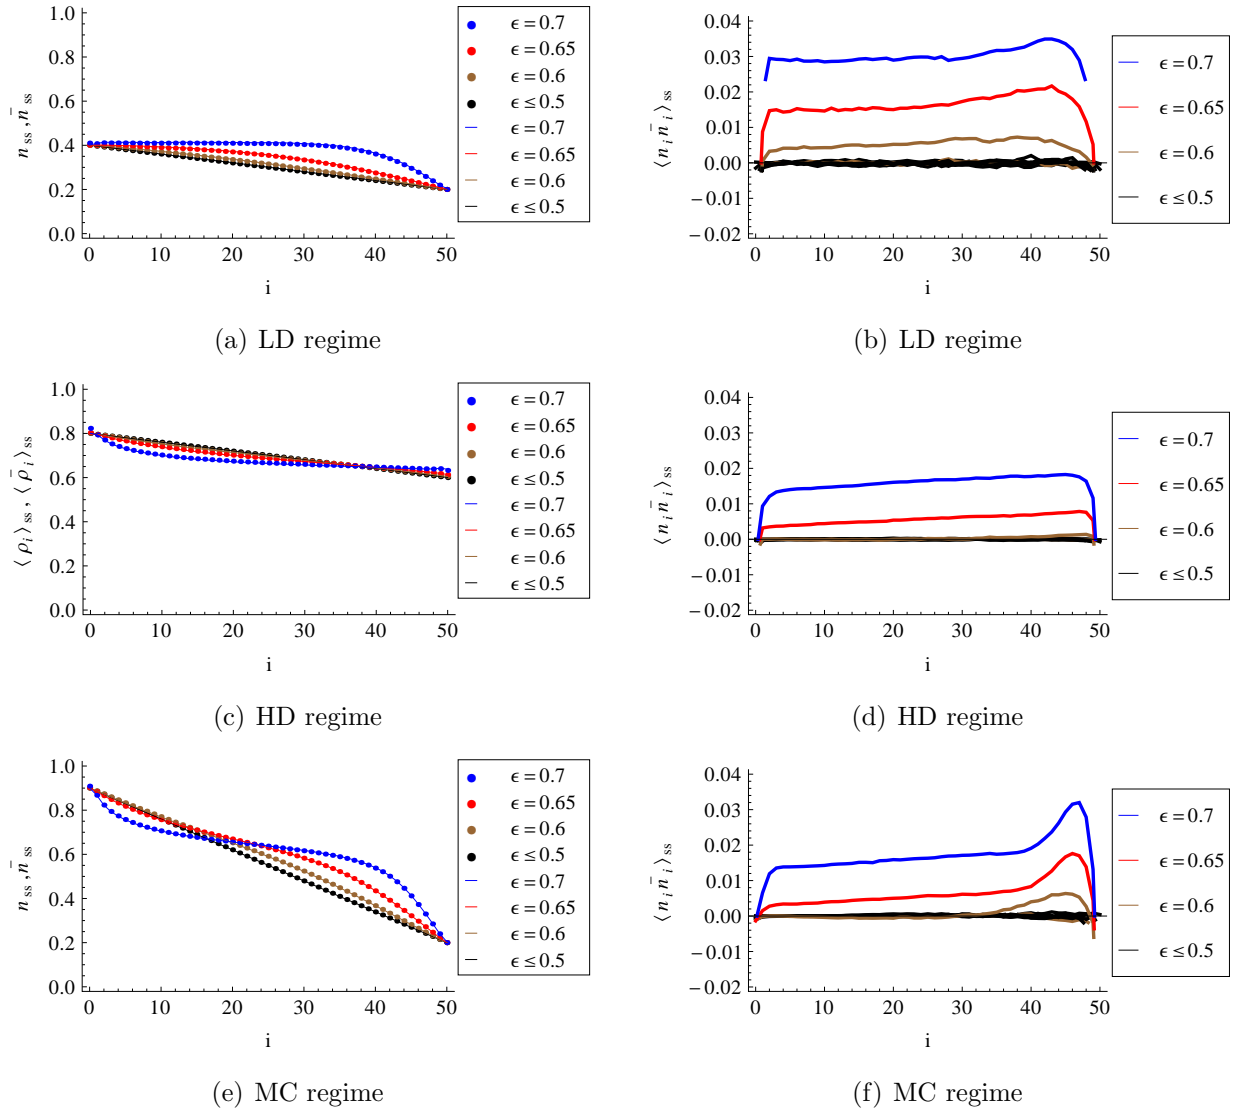 1.0
0.8
0.6
0.4
0.2
0.0
n_ss, n̄_ss
0 10 20 30 40 50
i
ϵ = 0.7
ϵ = 0.65
ϵ = 0.6
ϵ ≤ 0.5
ϵ = 0.7
ϵ = 0.65
ϵ = 0.6
ϵ ≤ 0.5
(a) LD regime
0.04
0.03
0.02
0.01
0.00
−0.01
−0.02
⟨n_i n̄_i⟩_ss
0 10 20 30 40 50
i
ϵ = 0.7
ϵ = 0.65
ϵ = 0.6
ϵ ≤ 0.5
(b) LD regime
1.0
0.8
0.6
0.4
0.2
0.0
⟨ρ_i⟩_ss, ⟨ρ̄_i⟩_ss
0 10 20 30 40 50
i
ϵ = 0.7
ϵ = 0.65
ϵ = 0.6
ϵ ≤ 0.5
ϵ = 0.7
ϵ = 0.65
ϵ = 0.6
ϵ ≤ 0.5
(c) HD regime
0.04
0.03
0.02
0.01
0.00
−0.01
−0.02
⟨n_i n̄_i⟩_ss
0 10 20 30 40 50
i
ϵ = 0.7
ϵ = 0.65
ϵ = 0.6
ϵ ≤ 0.5
(d) HD regime
1.0
0.8
0.6
0.4
0.2
0.0
n_ss, n̄_ss
0 10 20 30 40 50
i
ϵ = 0.7
ϵ = 0.65
ϵ = 0.6
ϵ ≤ 0.5
ϵ = 0.7
ϵ = 0.65
ϵ = 0.6
ϵ ≤ 0.5
(e) MC regime
0.04
0.03
0.02
0.01
0.00
−0.01
−0.02
⟨n_i n̄_i⟩_ss
0 10 20 30 40 50
i
ϵ = 0.7
ϵ = 0.65
ϵ = 0.6
ϵ ≤ 0.5
(f) MC regime